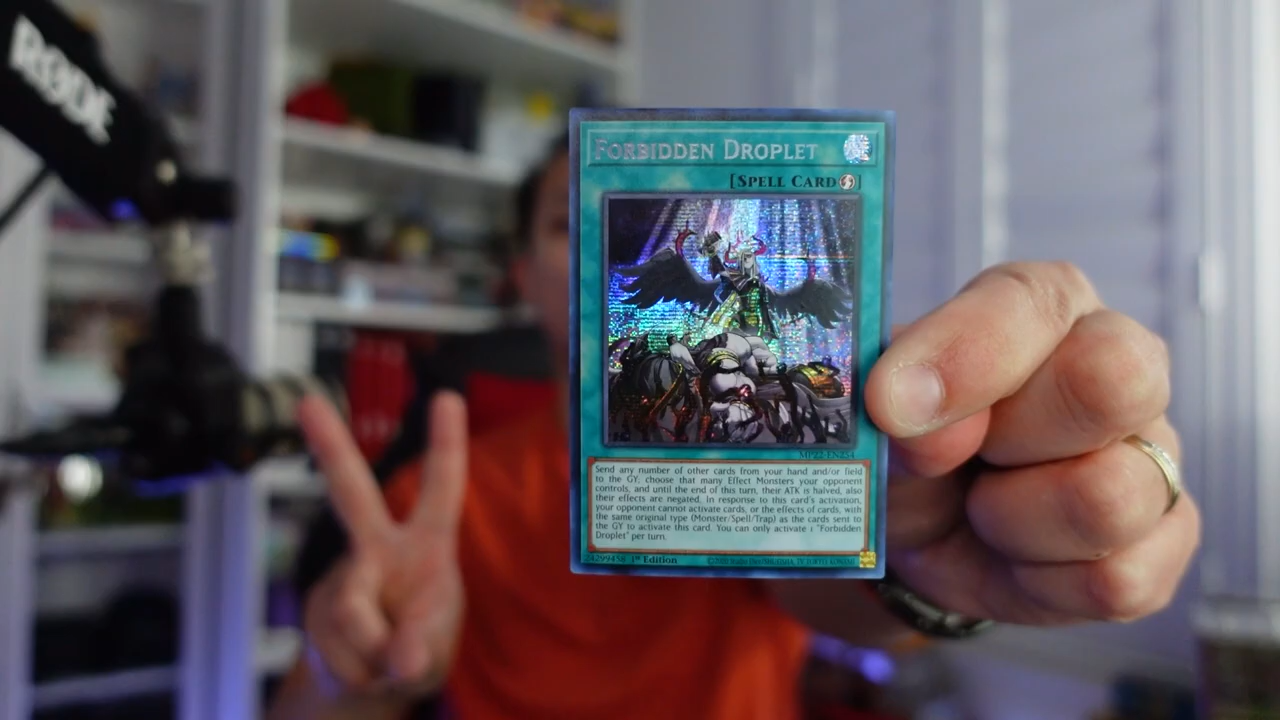 RØDE
FORBIDDEN DROPLET
[SPELL CARD]
MP22-EN254
Send any number of other cards from your hand and/or field
to the GY; choose that many Effect Monsters your opponent
controls, and until the end of this turn, their ATK is halved, also
their effects are negated. In response to this card's activation,
your opponent cannot activate cards, or the effects of cards, with
the same original type (Monster/Spell/Trap) as the cards sent to
the GY to activate this card. You can only activate 1 "Forbidden
Droplet" per turn.
24299458 1st Edition